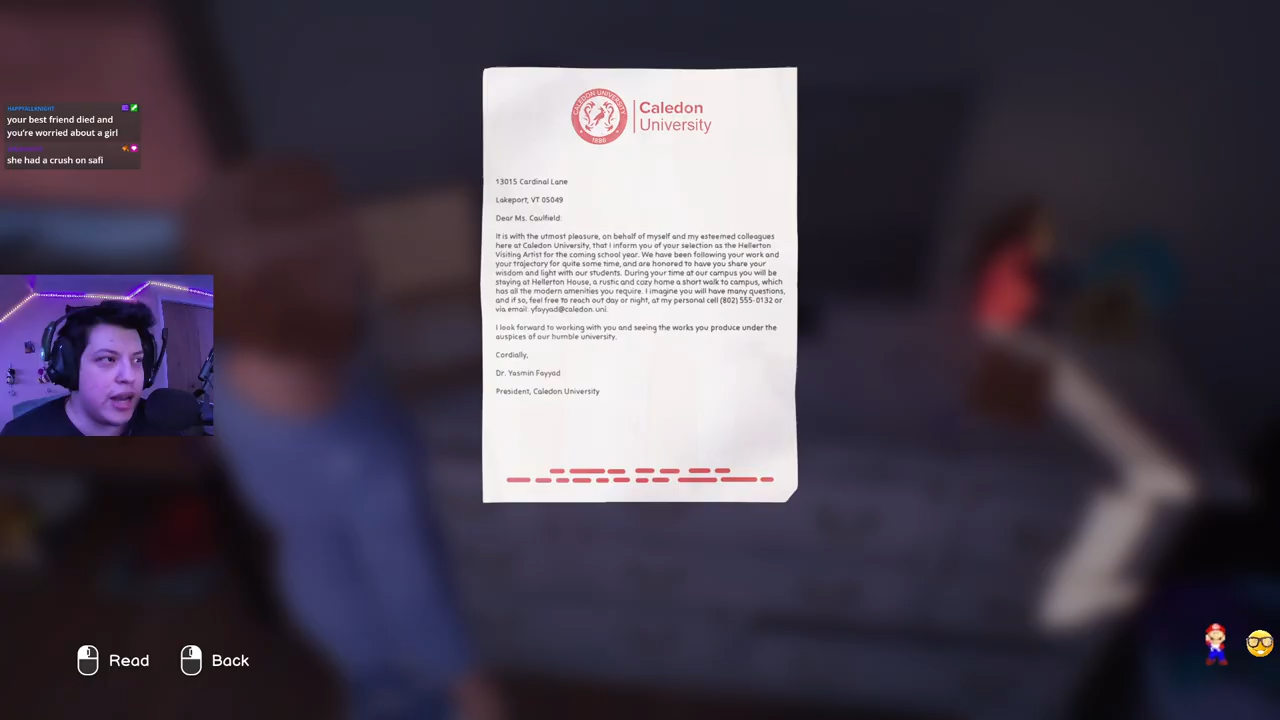 HAPPYALLKNIGHT
your best friend died and
you're worried about a girl
she had a crush on safi
CALEDON UNIVERSITY
1886
Caledon
University
13015 Cardinal Lane
Lakeport, VT 05049
Dear Ms. Caulfield:
It is with the utmost pleasure, on behalf of myself and my esteemed colleagues
here at Caledon University, that I inform you of your selection as the Hellerton
Visiting Artist for the coming school year. We have been following your work and
your trajectory for quite some time, and are honored to have you share your
wisdom and light with our students. During your time at our campus you will be
staying at Hellerton House, a rustic and cozy home a short walk to campus, which
has all the modern amenities you require. I imagine you will have many questions,
and if so, feel free to reach out day or night, at my personal cell (802) 555-0132 or
via email: yfayyad@caledon.uni.
I look forward to working with you and seeing the works you produce under the
auspices of our humble university.
Cordially,
Dr. Yasmin Fayyad
President, Caledon University
Read
Back